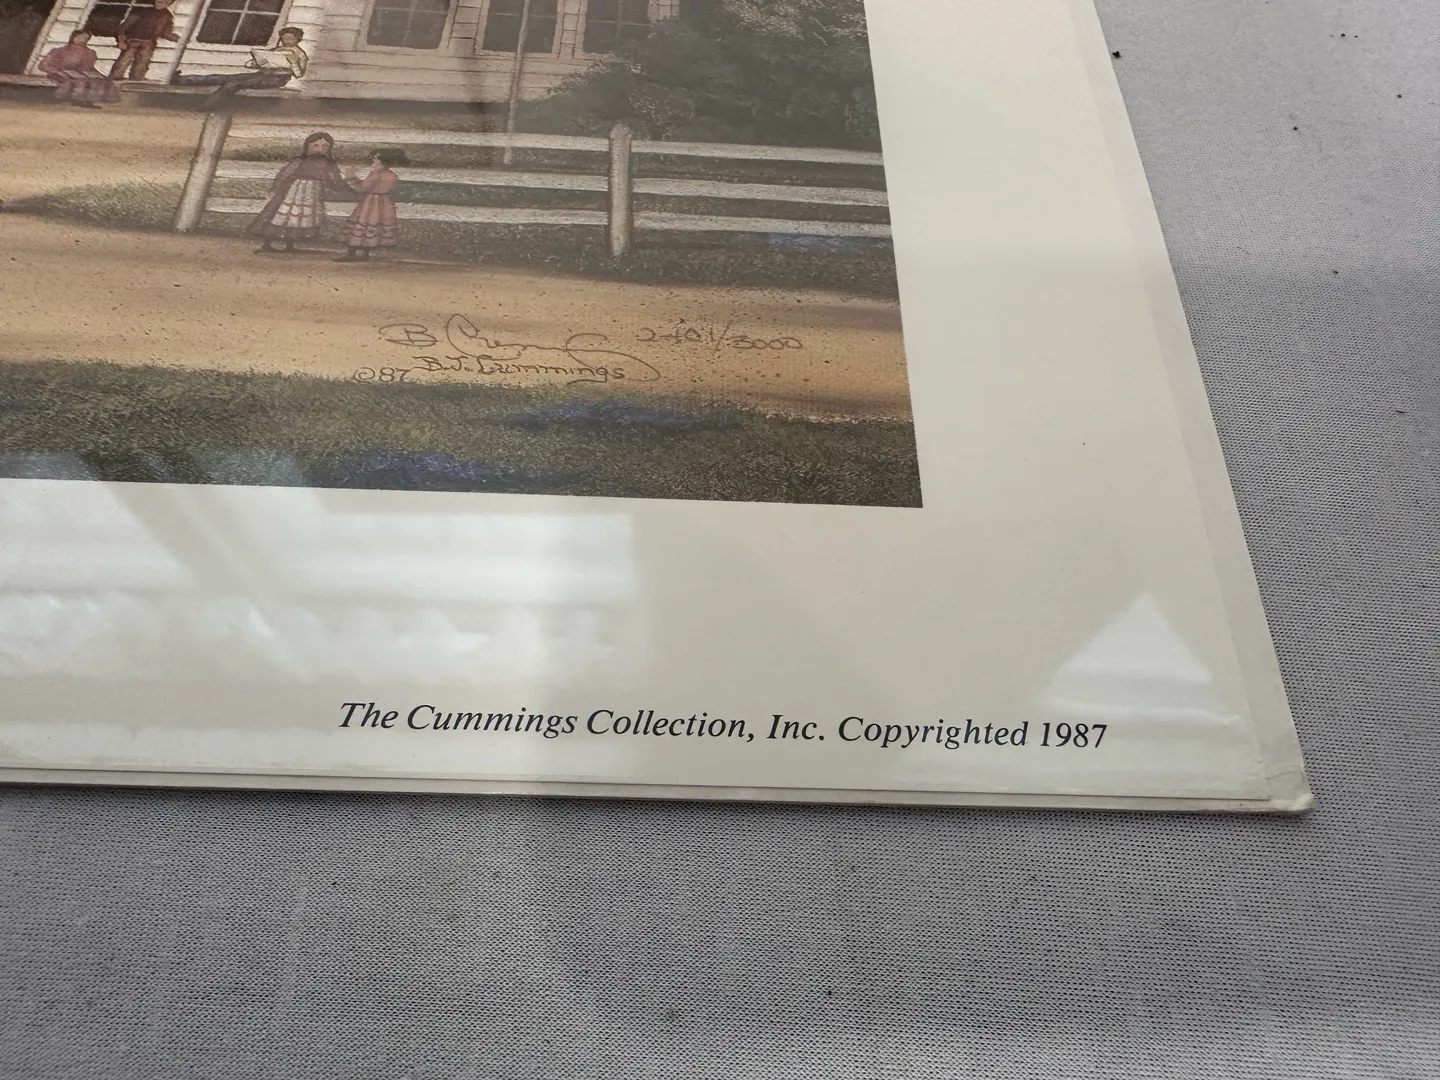 B Cummings 2401/3000
©87 B.J. Cummings
The Cummings Collection, Inc. Copyrighted 1987